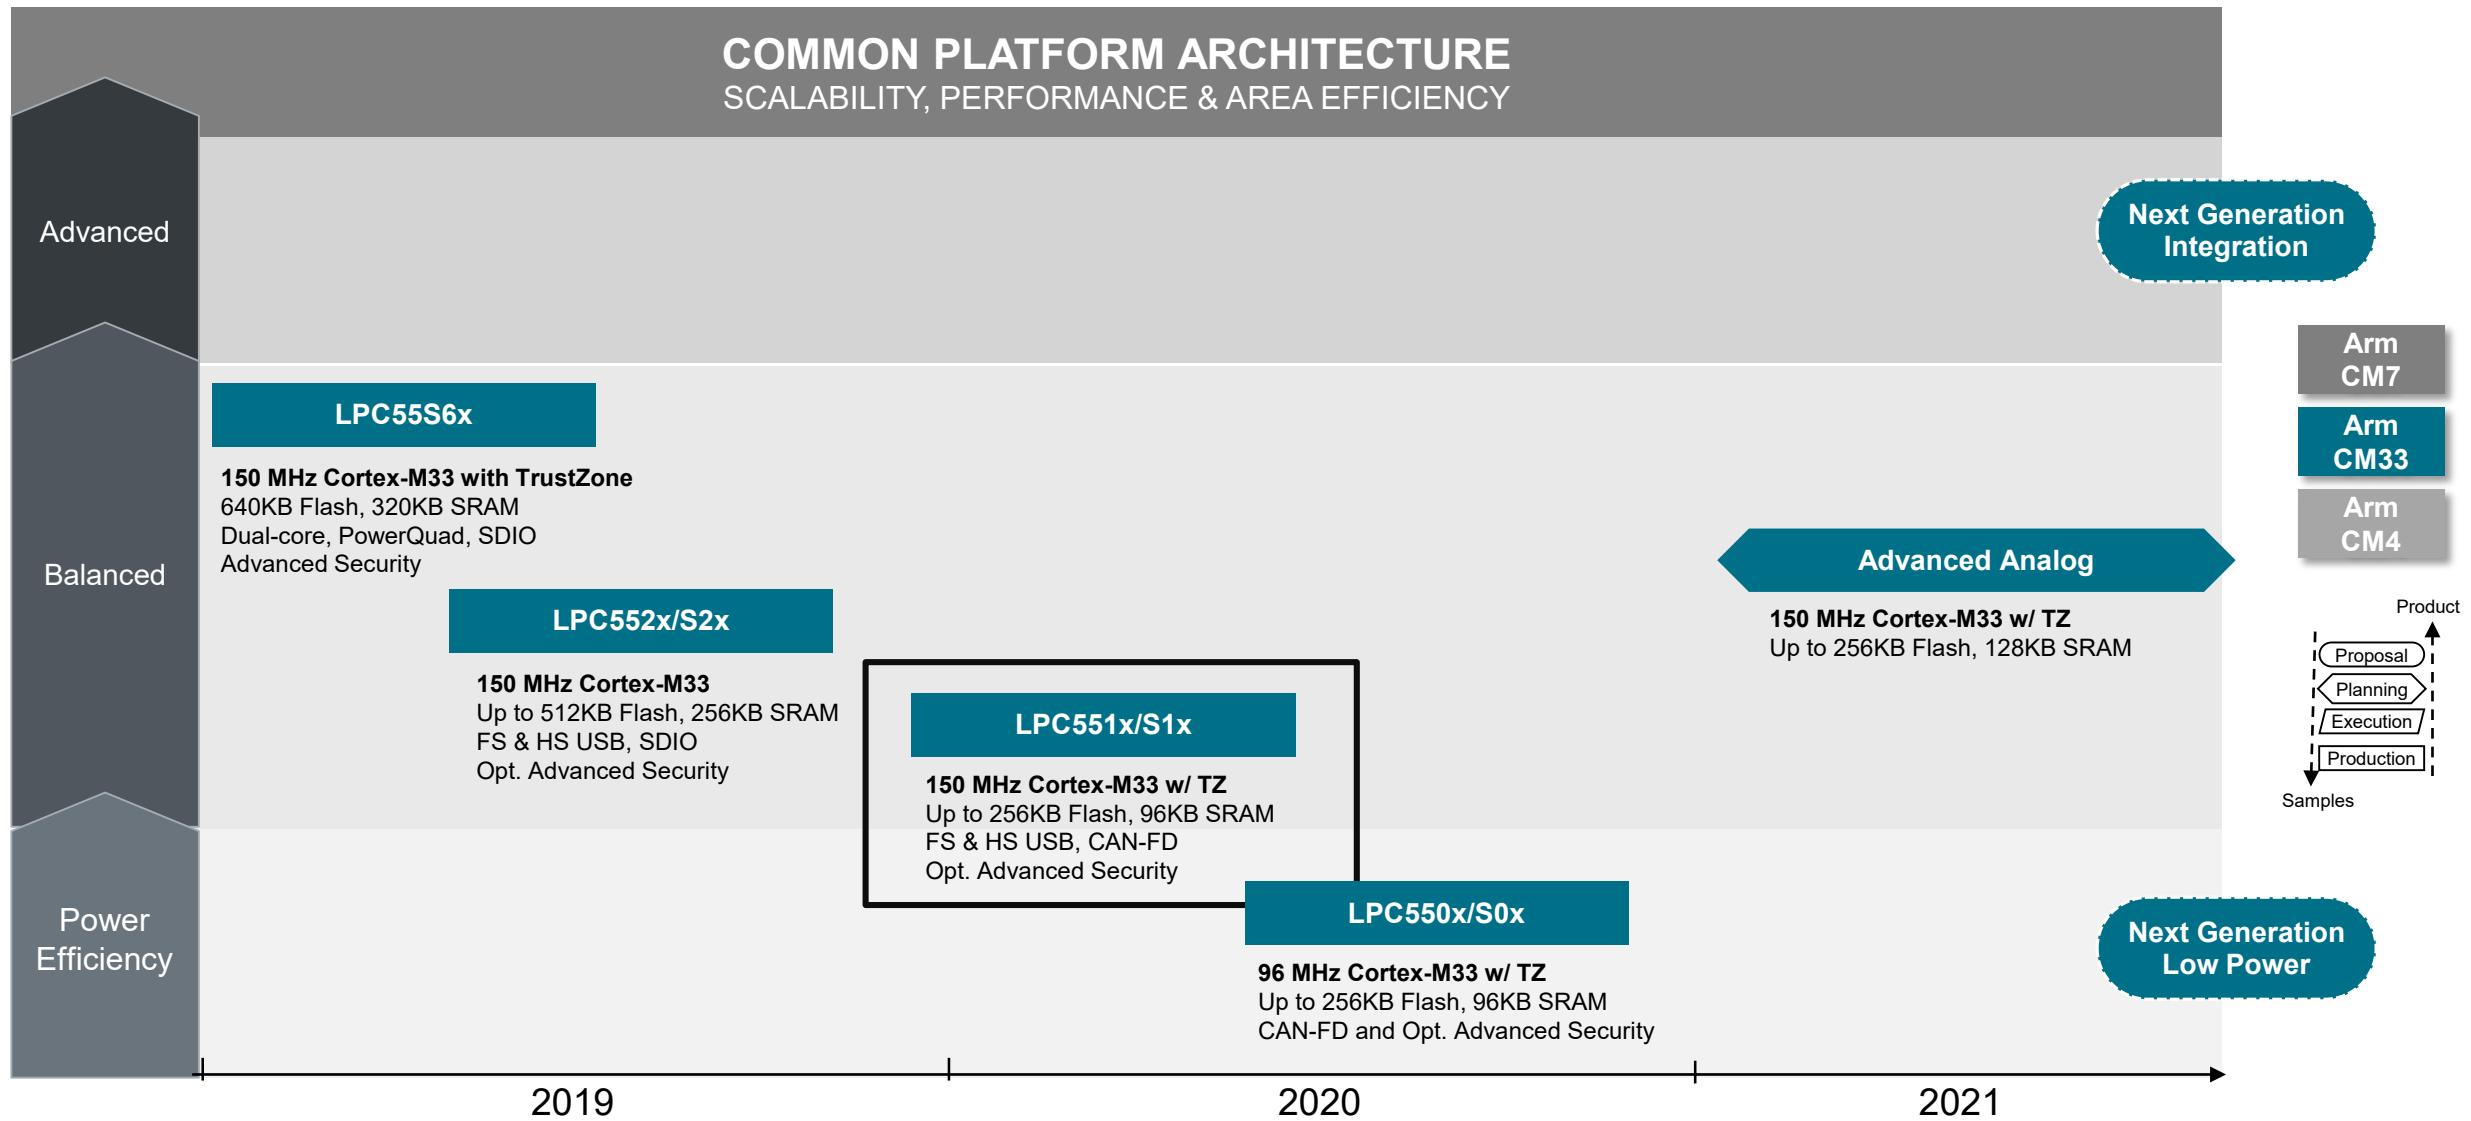 COMMON PLATFORM ARCHITECTURE
SCALABILITY, PERFORMANCE & AREA EFFICIENCY
Advanced
Next Generation
Integration
Arm
CM7
Arm
CM33
Arm
CM4
Balanced
LPC55S6x
150 MHz Cortex-M33 with TrustZone
640KB Flash, 320KB SRAM
Dual-core, PowerQuad, SDIO
Advanced Security
LPC552x/S2x
150 MHz Cortex-M33
Up to 512KB Flash, 256KB SRAM
FS & HS USB, SDIO
Opt. Advanced Security
LPC551x/S1x
150 MHz Cortex-M33 w/ TZ
Up to 256KB Flash, 96KB SRAM
FS & HS USB, CAN-FD
Opt. Advanced Security
Advanced Analog
150 MHz Cortex-M33 w/ TZ
Up to 256KB Flash, 128KB SRAM
Product
Proposal
Planning
Execution
Production
Samples
Power
Efficiency
LPC550x/S0x
96 MHz Cortex-M33 w/ TZ
Up to 256KB Flash, 96KB SRAM
CAN-FD and Opt. Advanced Security
Next Generation
Low Power
2019
2020
2021